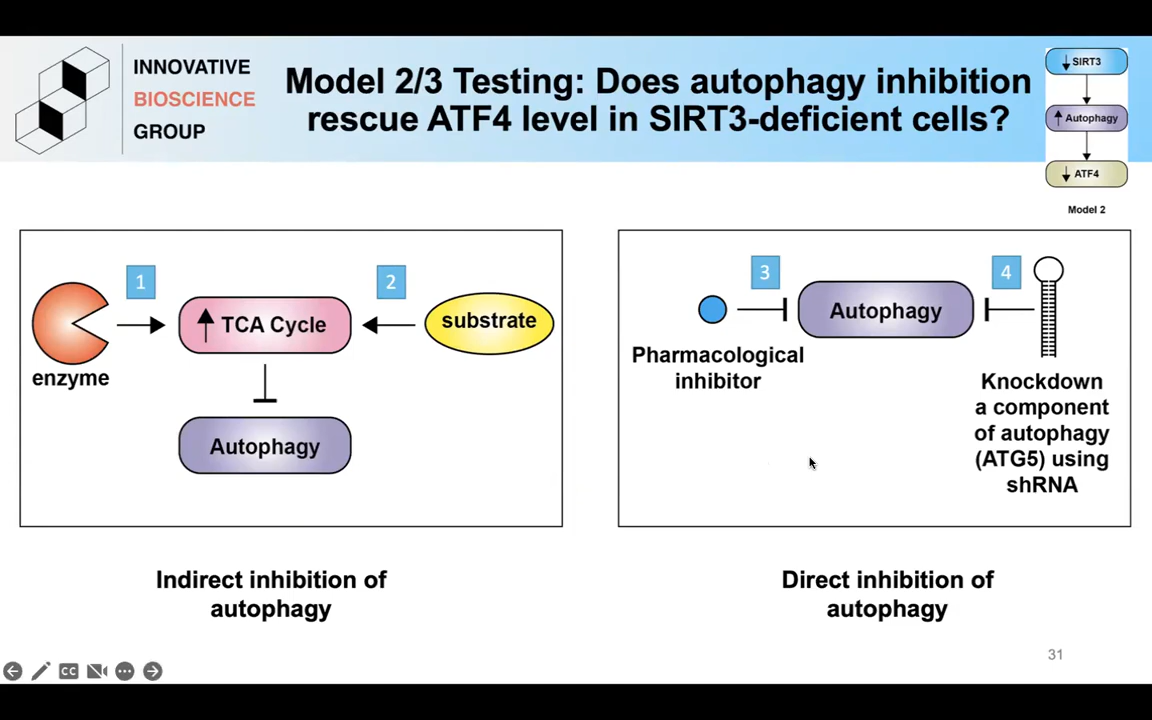 INNOVATIVE
BIOSCIENCE
GROUP
Model 2/3 Testing: Does autophagy inhibition
rescue ATF4 level in SIRT3-deficient cells?
SIRT3
Autophagy
ATF4
Model 2
1
2
TCA Cycle
substrate
enzyme
Autophagy
3
4
Autophagy
Pharmacological
inhibitor
Knockdown
a component
of autophagy
(ATG5) using
shRNA
Indirect inhibition of
autophagy
Direct inhibition of
autophagy
31
CC